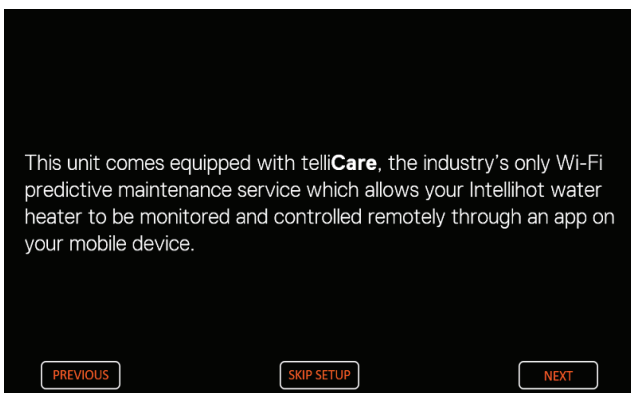 This unit comes equipped with telliCare, the industry's only Wi-Fi
predictive maintenance service which allows your Intellihot water
heater to be monitored and controlled remotely through an app on
your mobile device.
PREVIOUS
SKIP SETUP
NEXT